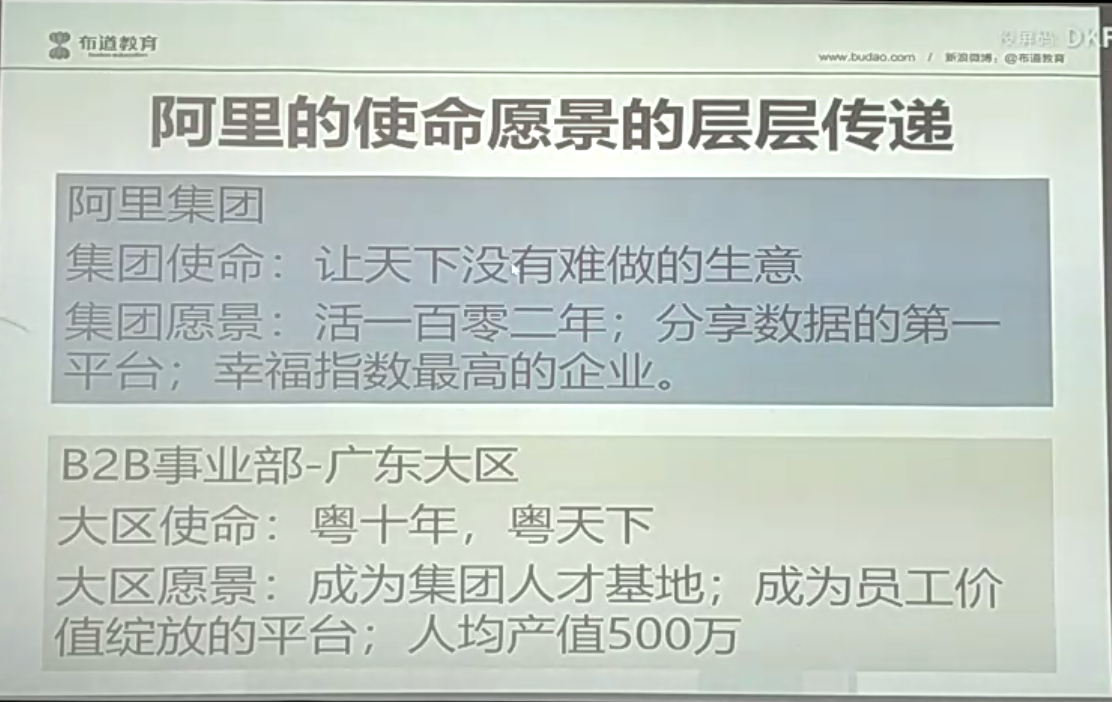 布道教育
投屏码: DKF
www.budao.com / 新浪微博：@布道教育
阿里的使命愿景的层层传递
阿里集团
集团使命：让天下没有难做的生意
集团愿景：活一百零二年；分享数据的第一
平台；幸福指数最高的企业。
B2B事业部-广东大区
大区使命：粤十年，粤天下
大区愿景：成为集团人才基地；成为员工价
值绽放的平台；人均产值500万